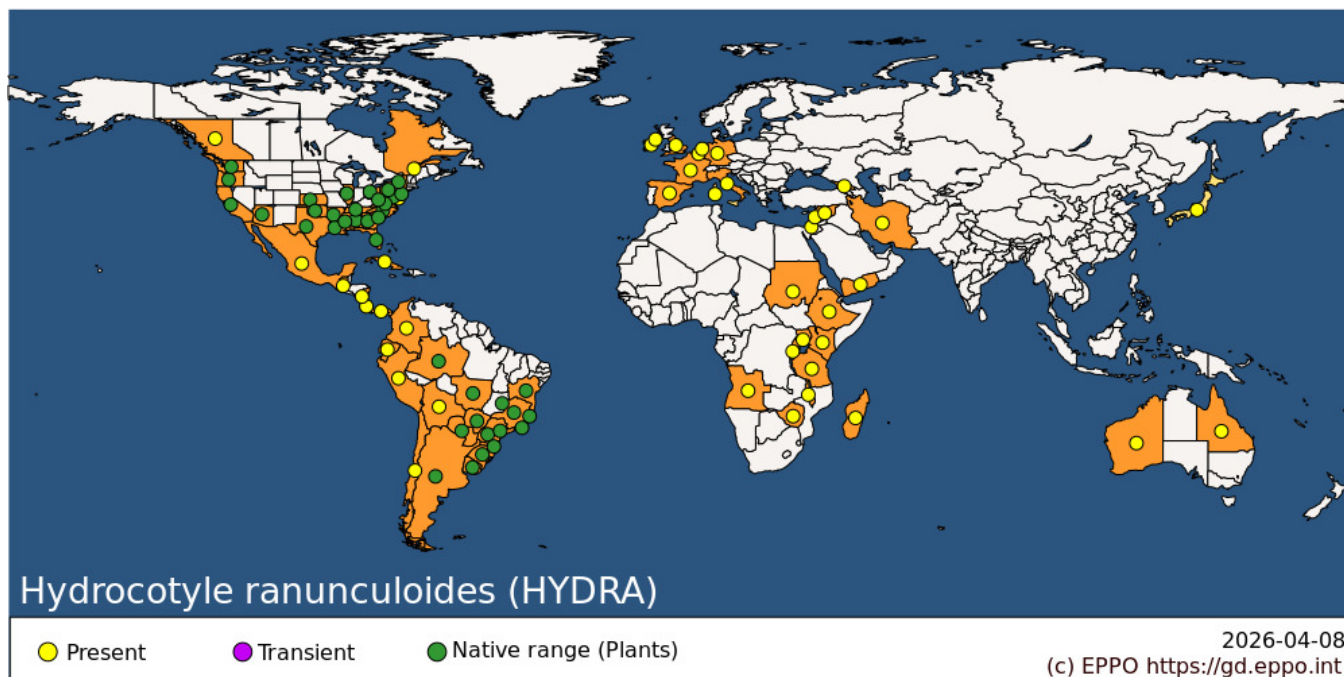 Hydrocotyle ranunculoides (HYDRA)
Present
Transient
Native range (Plants)
2026-04-08
(c) EPPO https://gd.eppo.int